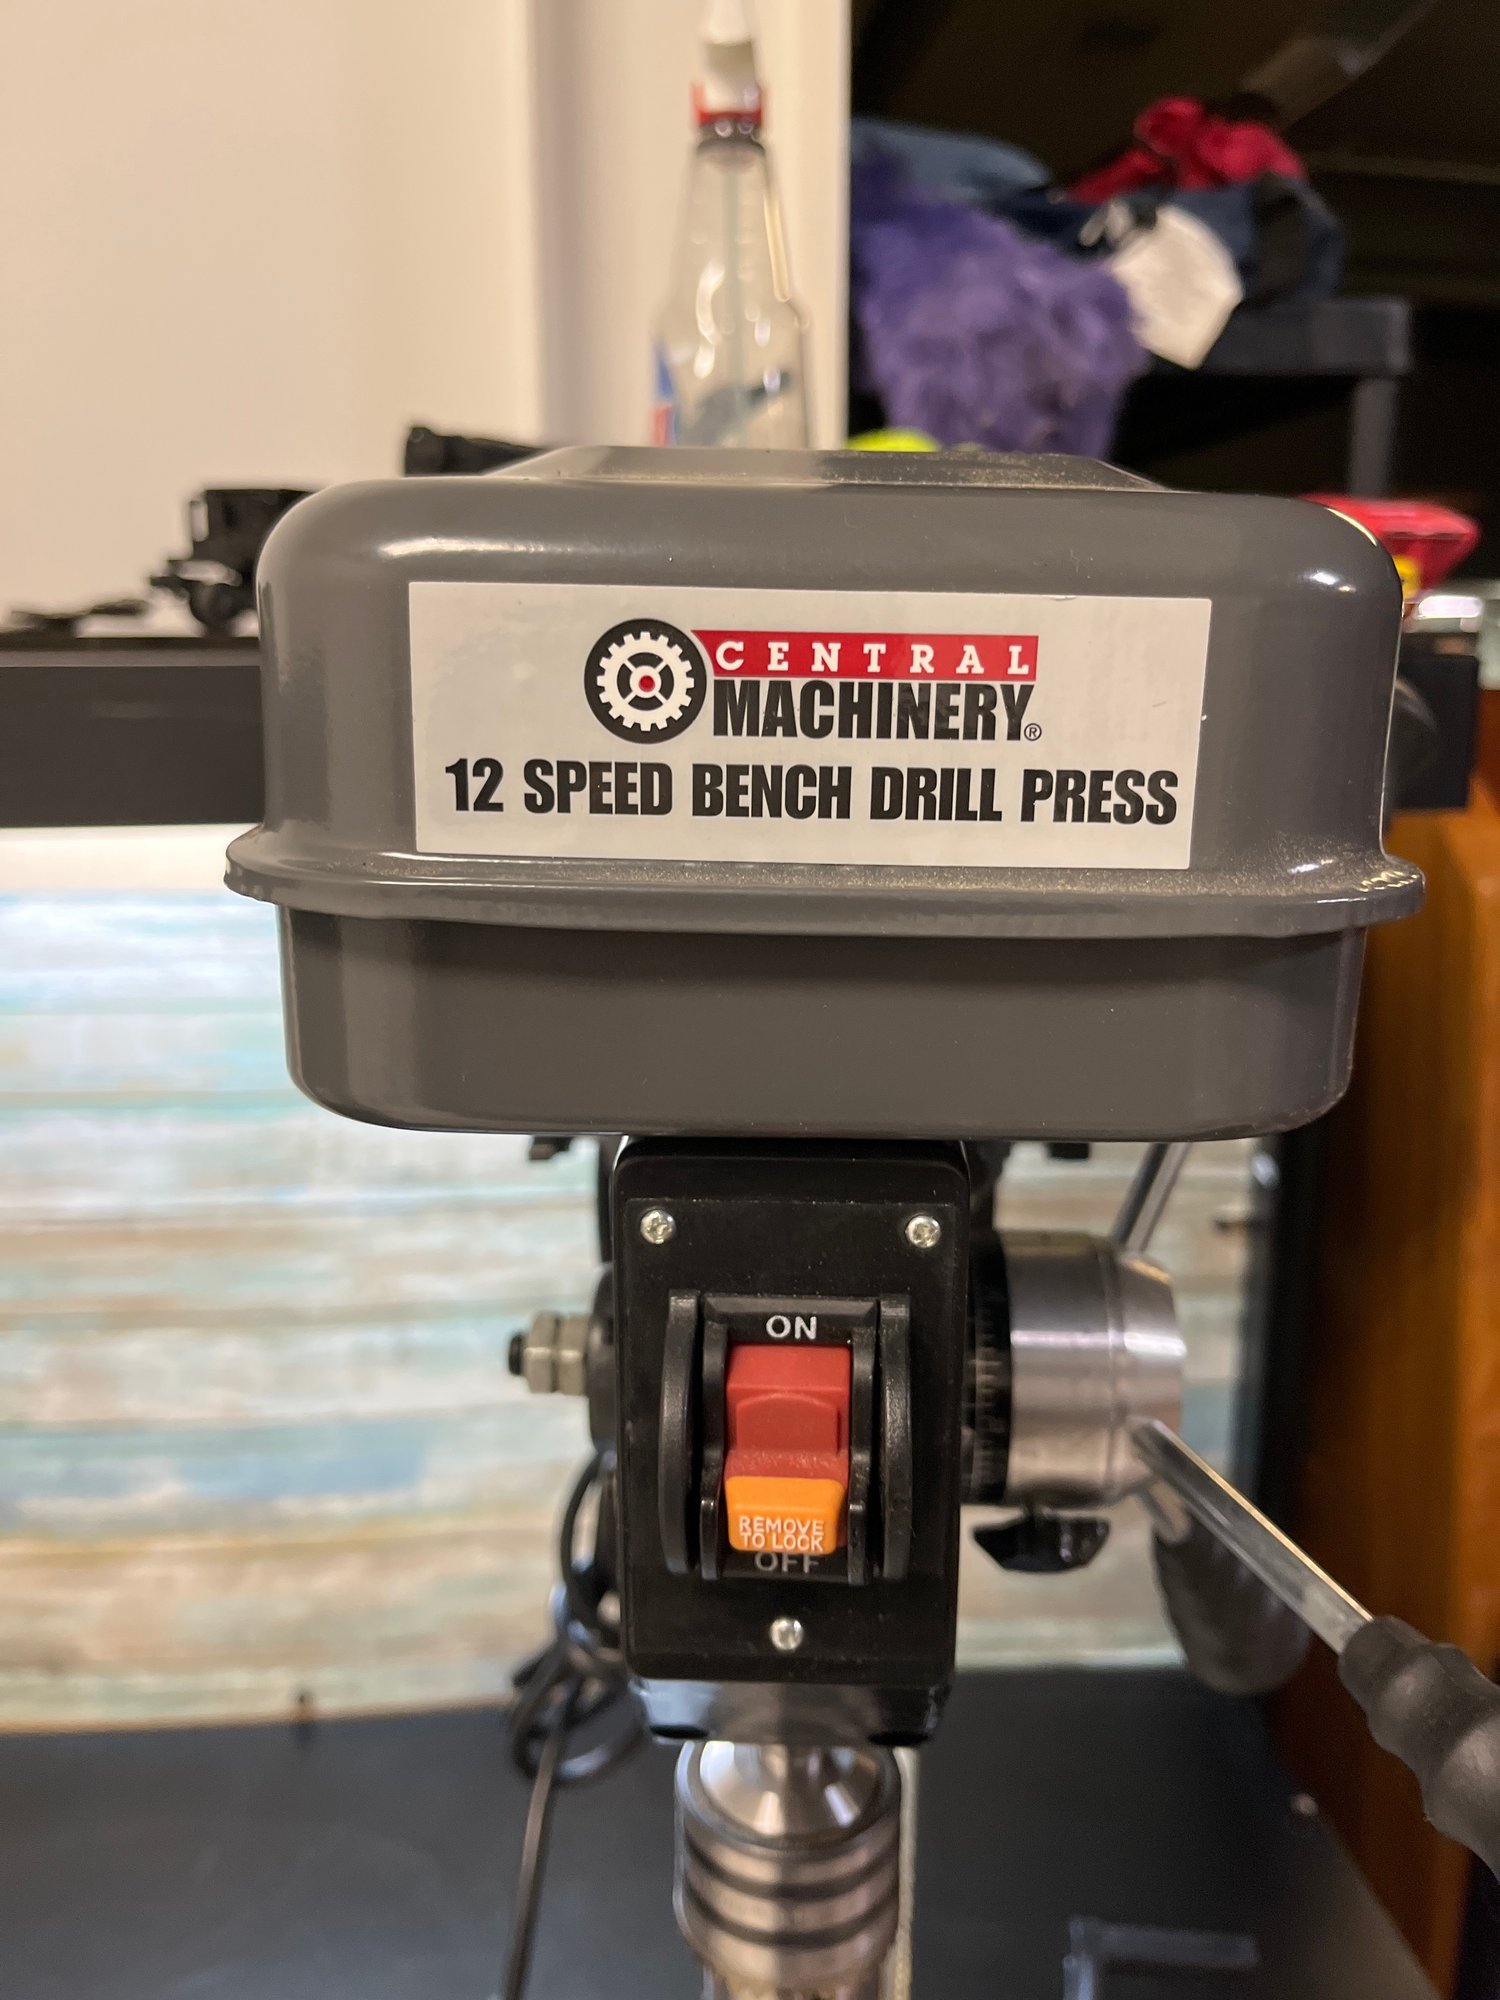 CENTRAL
MACHINERY®
12 SPEED BENCH DRILL PRESS
ON
REMOVE
TO LOCK
OFF